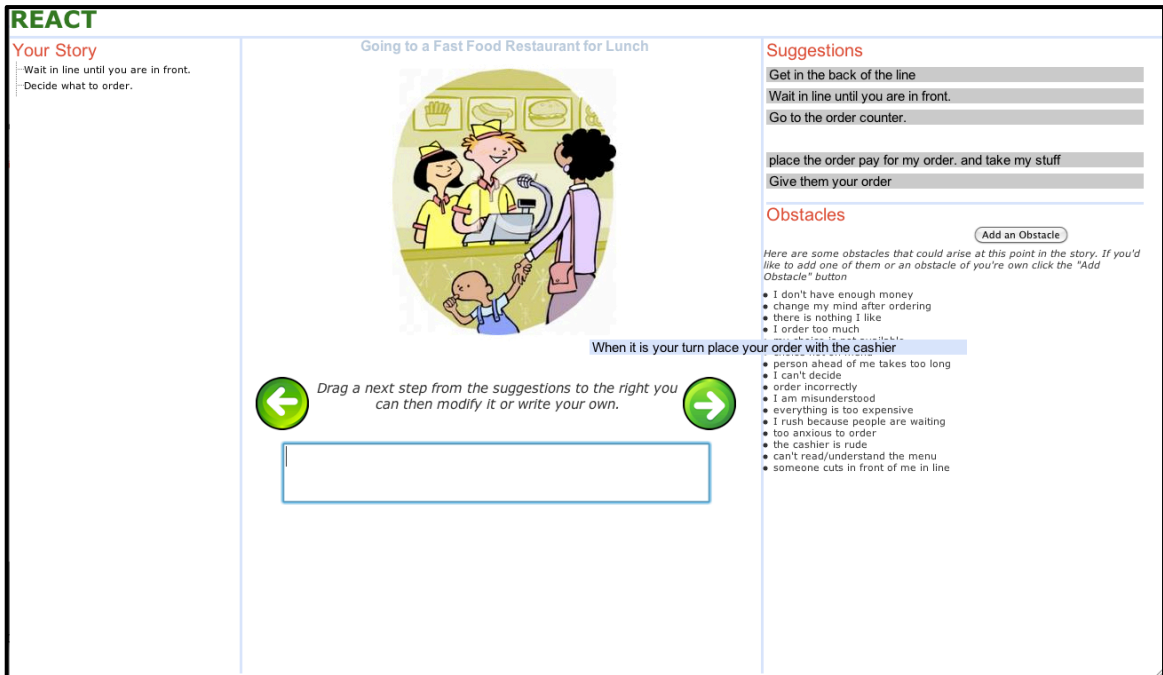 REACT
Your Story
Wait in line until you are in front.
Decide what to order.
Going to a Fast Food Restaurant for Lunch
Drag a next step from the suggestions to the right you
can then modify it or write your own.
Suggestions
Get in the back of the line
Wait in line until you are in front.
Go to the order counter.
place the order pay for my order. and take my stuff
Give them your order
Obstacles
Add an Obstacle
Here are some obstacles that could arise at this point in the story. If you'd
like to add one of them or an obstacle of you're own click the "Add
Obstacle" button
I don't have enough money
change my mind after ordering
there is nothing I like
I order too much
When it is your turn place your order with the cashier
person ahead of me takes too long
I can't decide
order incorrectly
I am misunderstood
everything is too expensive
I rush because people are waiting
too anxious to order
the cashier is rude
can't read/understand the menu
someone cuts in front of me in line